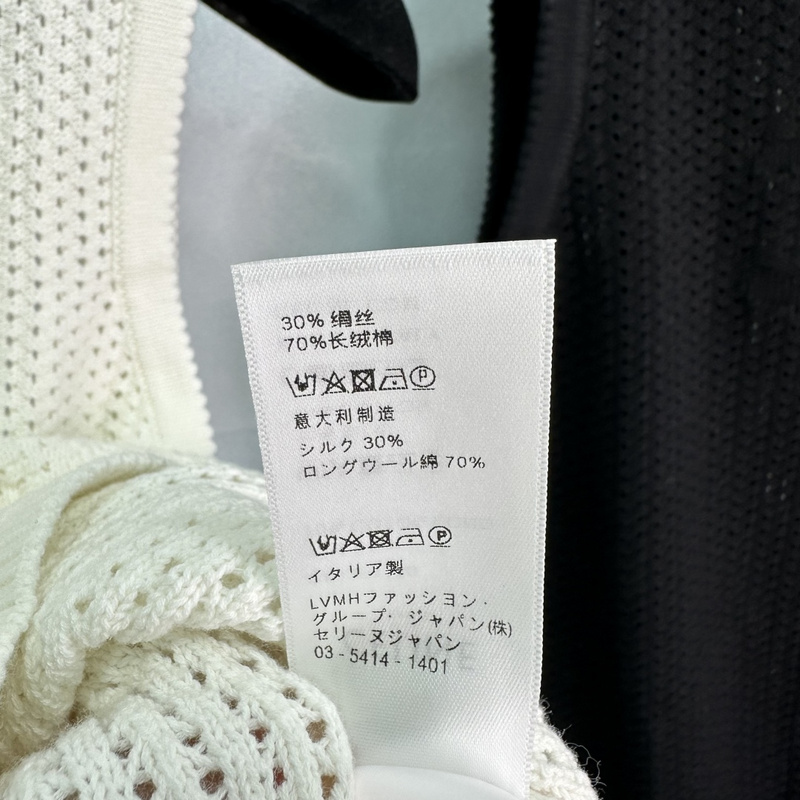 30% 绸丝
70%长绒棉
P
意大利制造
シルク 30%
ロングウール綿 70%
P
イタリア製
LVMHファッション·
グループ· ジャパン(株)
セリーヌジャパン
03 - 5414 - 1401